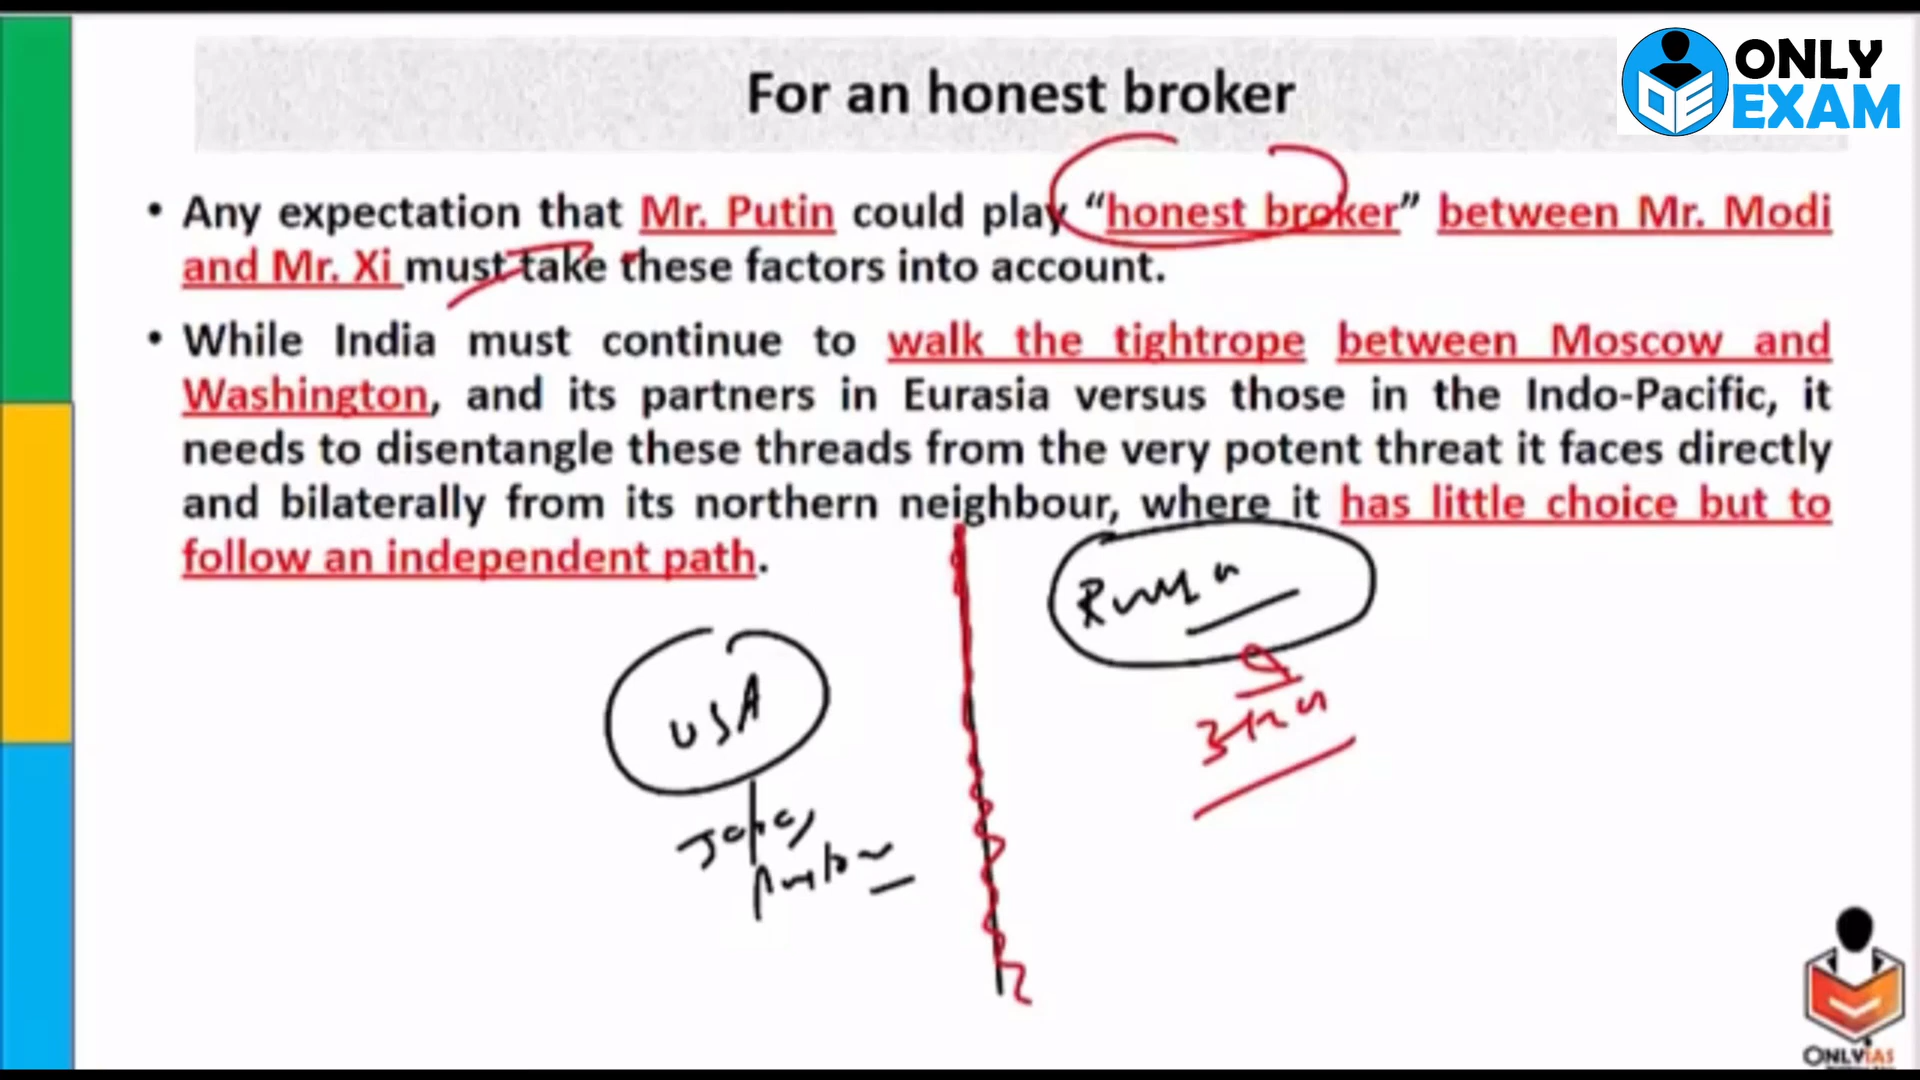 For an honest broker
ONLY
EXAM
• Any expectation that Mr. Putin could play “honest broker” between Mr. Modi
and Mr. Xi must take these factors into account.
• While India must continue to walk the tightrope between Moscow and
Washington, and its partners in Eurasia versus those in the Indo-Pacific, it
needs to disentangle these threads from the very potent threat it faces directly
and bilaterally from its northern neighbour, where it has little choice but to
follow an independent path.
USA
ONLYIAS